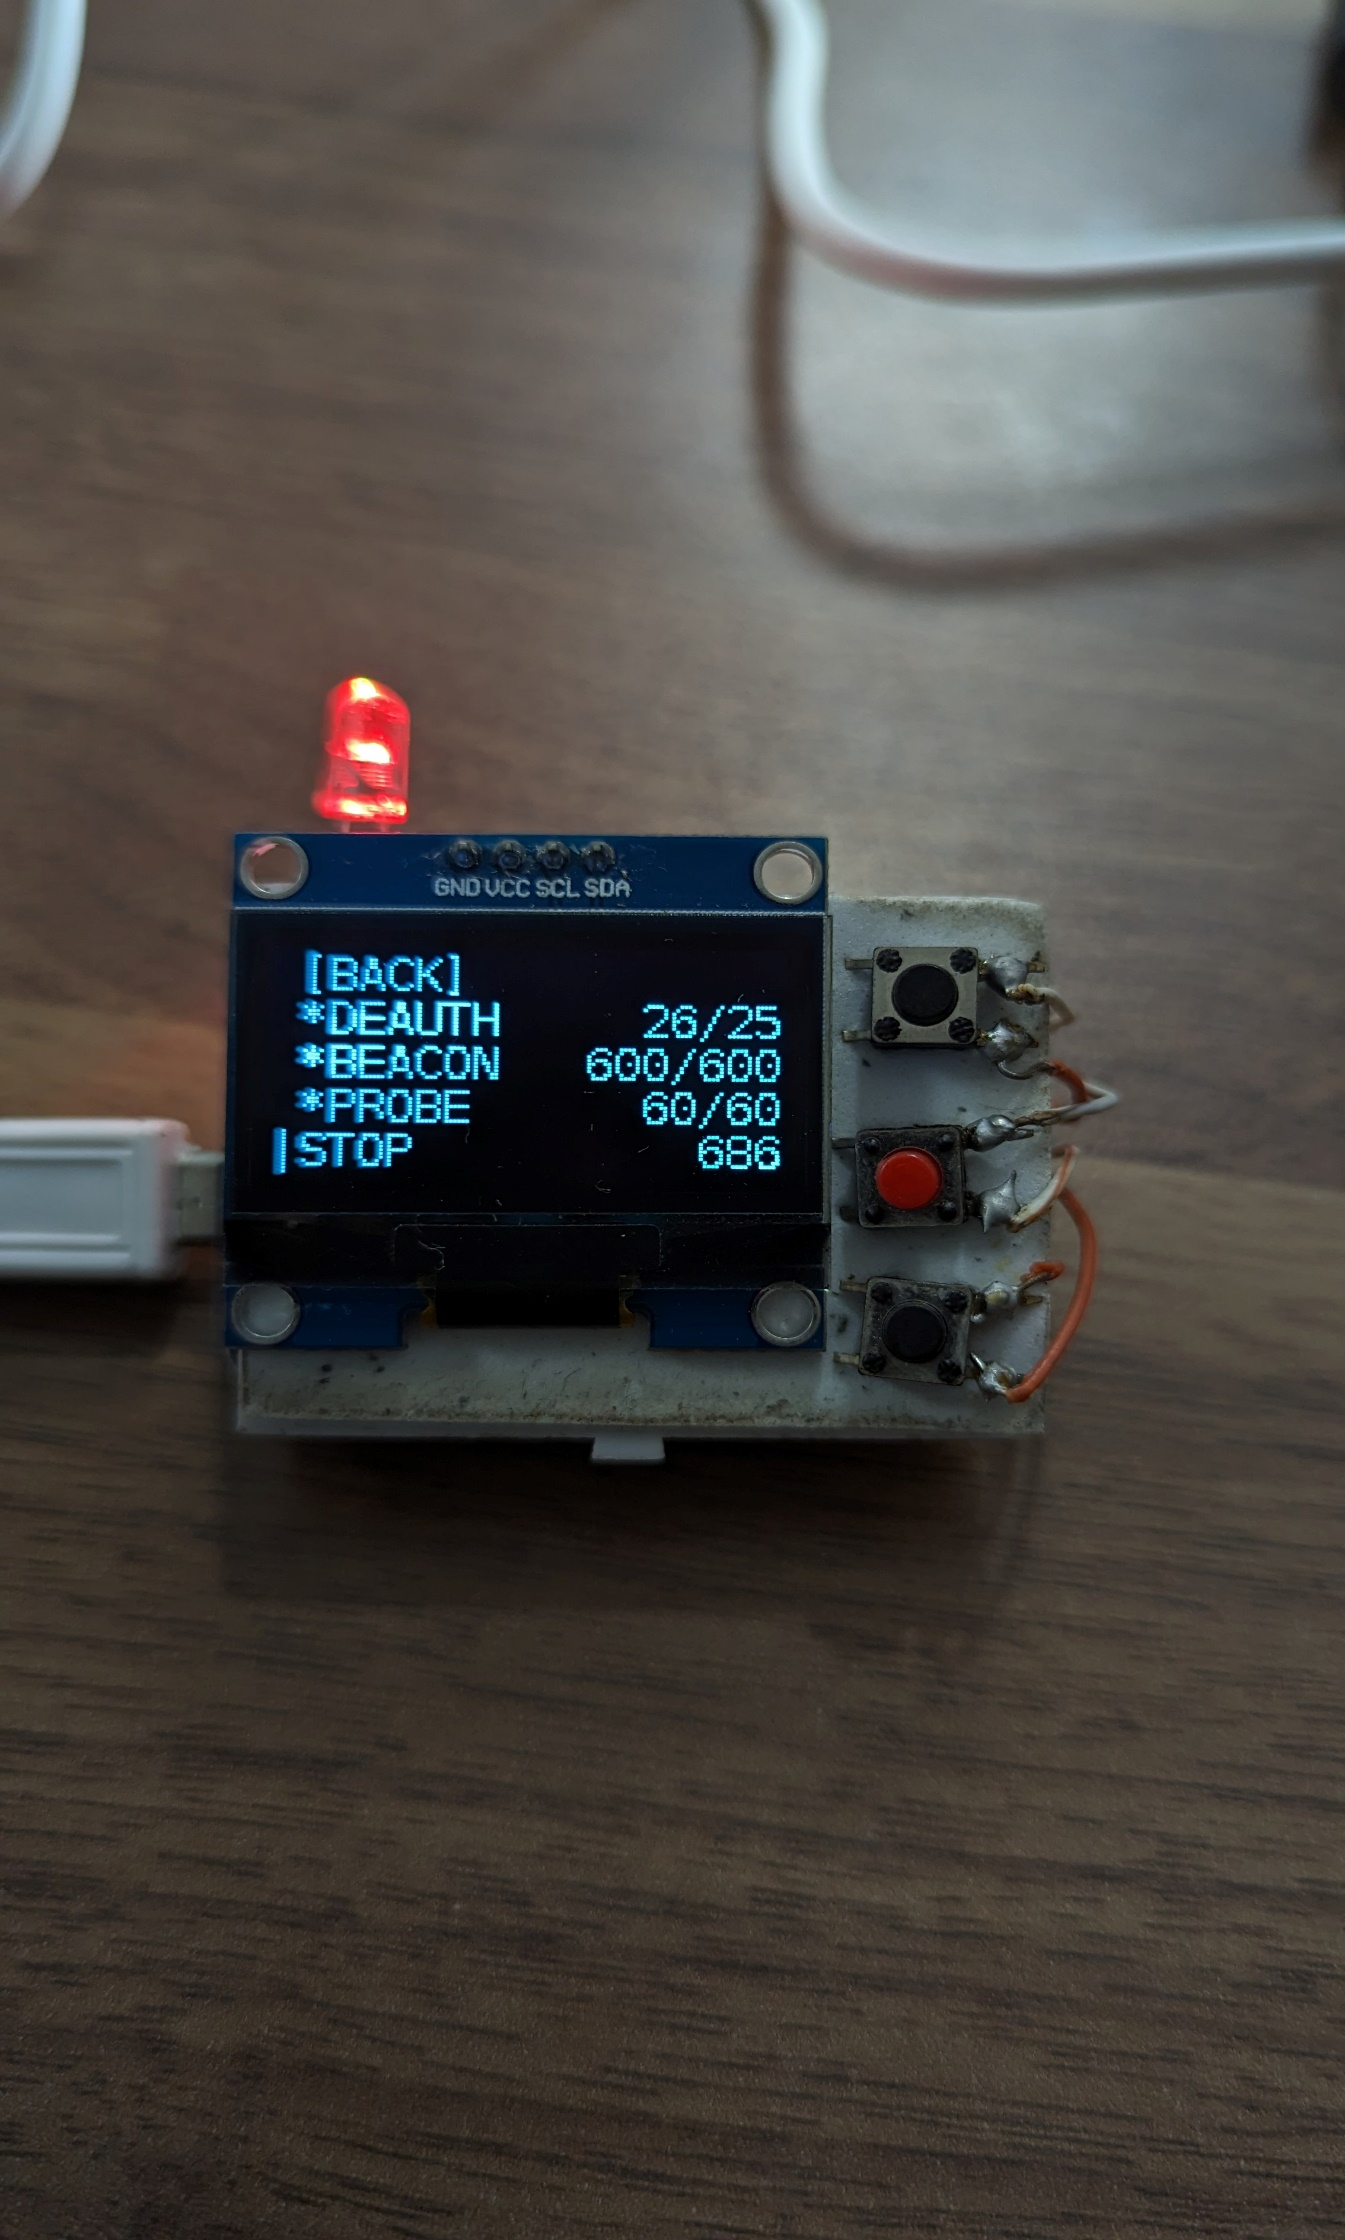 GND VCC SCL SDA
[BACK]
*DEAUTH 26/25
*BEACON 600/600
*PROBE 60/60
|STOP 686